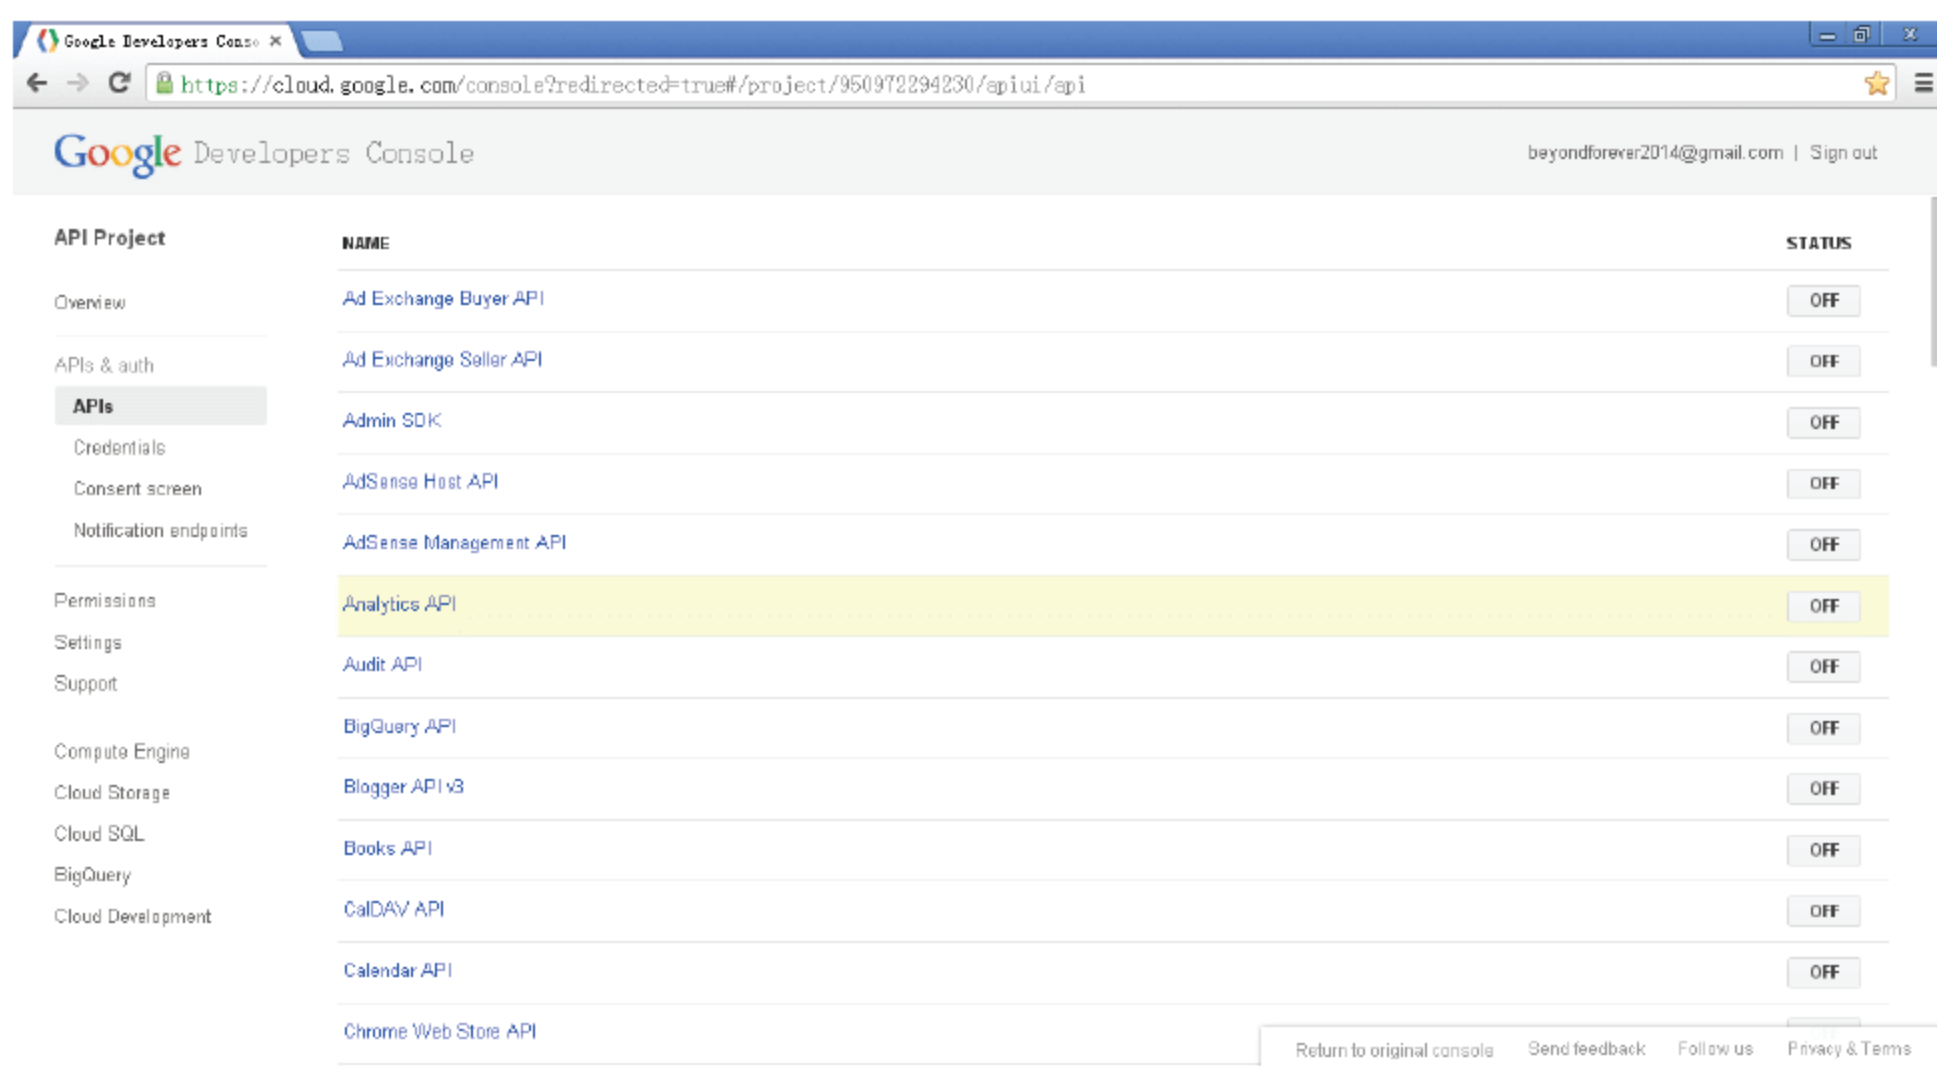 Google Developers Conso
https://cloud.google.com/console?redirected=true#/project/950972294230/apiui/api
Google Developers Console
beyondforever2014@gmail.com | Sign out
API Project
NAME
STATUS
Overview
APIs & auth
APIs
Credentials
Consent screen
Notification endpoints
Permissions
Settings
Support
Compute Engine
Cloud Storage
Cloud SQL
BigQuery
Cloud Development
Ad Exchange Buyer API OFF
Ad Exchange Seller API OFF
Admin SDK OFF
AdSense Host API OFF
AdSense Management API OFF
Analytics API OFF
Audit API OFF
BigQuery API OFF
Blogger API v3 OFF
Books API OFF
CalDAV API OFF
Calendar API OFF
Chrome Web Store API
Return to original console Send feedback Follow us Privacy & Terms